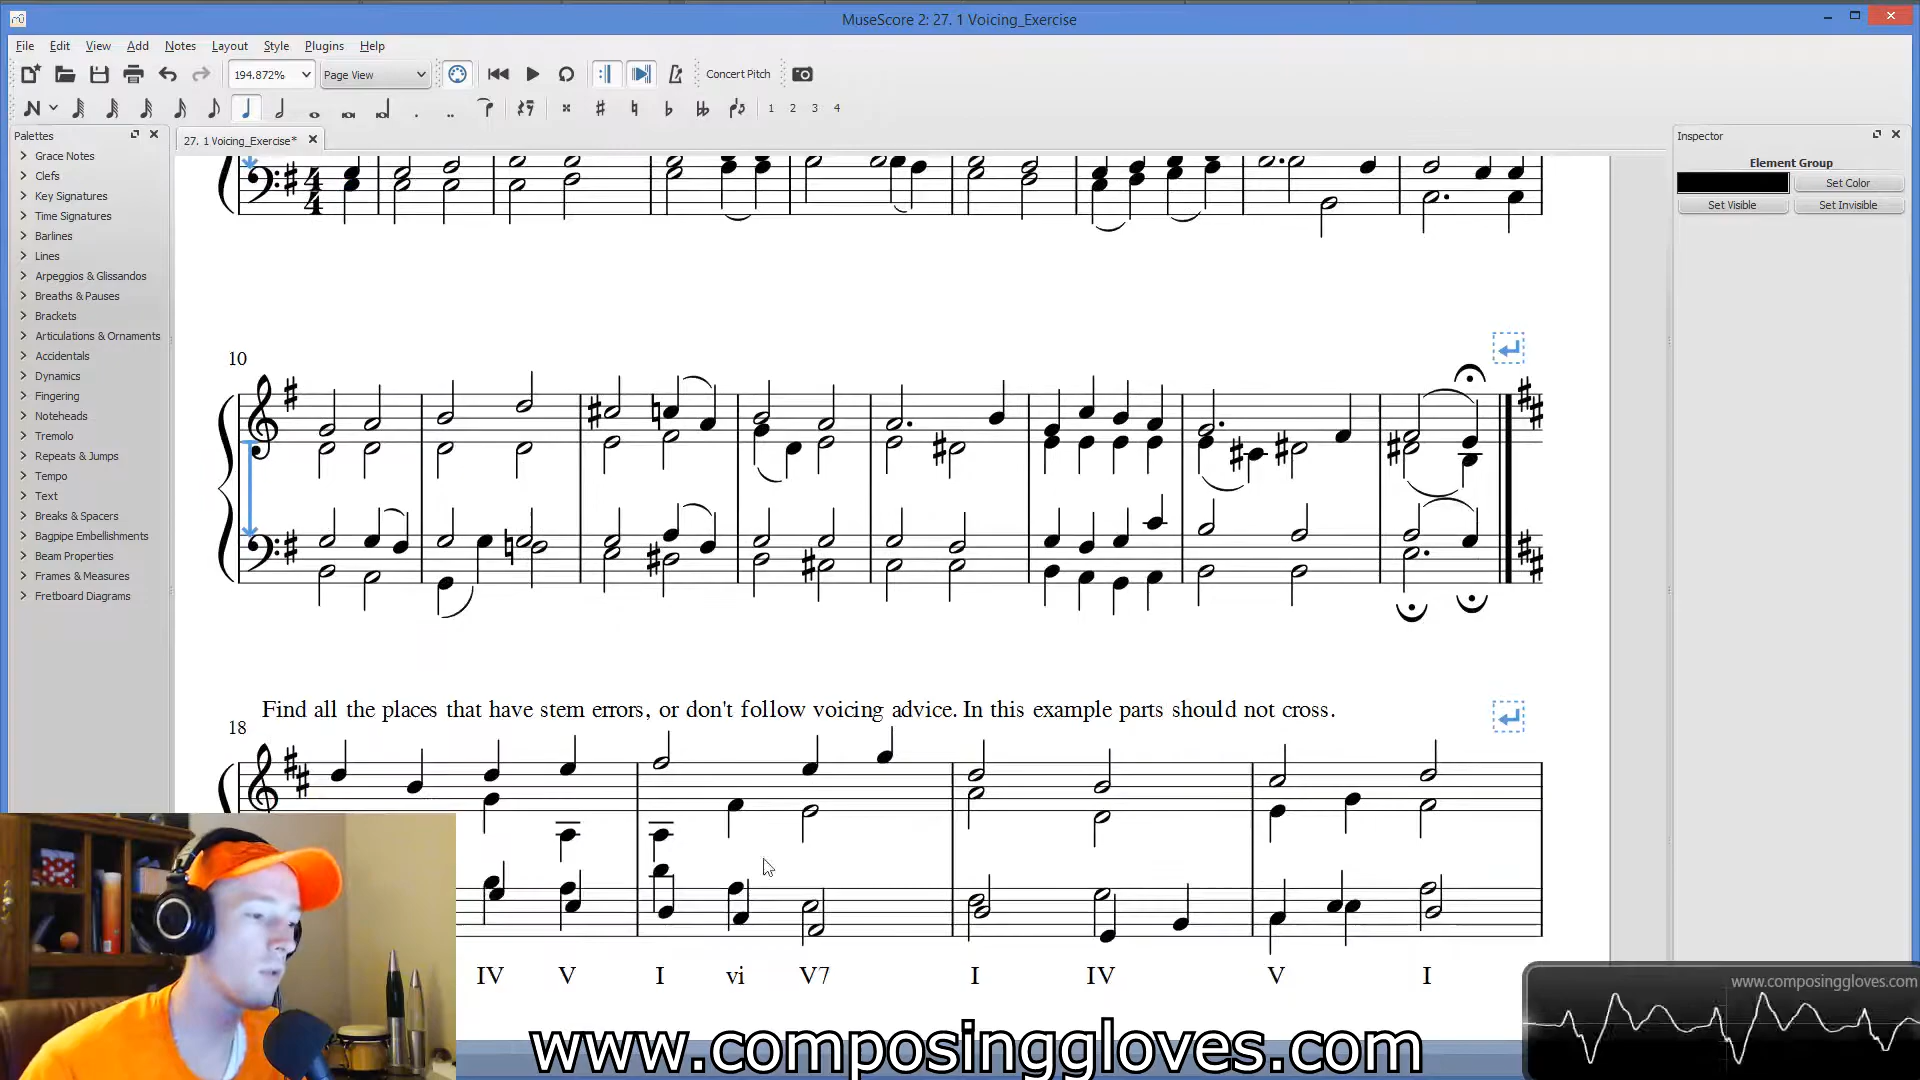 MuseScore 2: 27. 1 Voicing_Exercise
File Edit View Add Notes Layout Style Plugins Help
194.872% Page View Concert Pitch
1 2 3 4
Palettes
27. 1 Voicing_Exercise*
Inspector
Grace Notes
Clefs
Key Signatures
Time Signatures
Barlines
Lines
Arpeggios & Glissandos
Breaths & Pauses
Brackets
Articulations & Ornaments
Accidentals
Dynamics
Fingering
Noteheads
Tremolo
Repeats & Jumps
Tempo
Text
Breaks & Spacers
Bagpipe Embellishments
Beam Properties
Frames & Measures
Fretboard Diagrams
Element Group
Set Color
Set Visible Set Invisible
4
4
10
Find all the places that have stem errors, or don't follow voicing advice. In this example parts should not cross.
18
IV V I vi V7 I IV V I
www.composinggloves.com
www.composinggloves.com